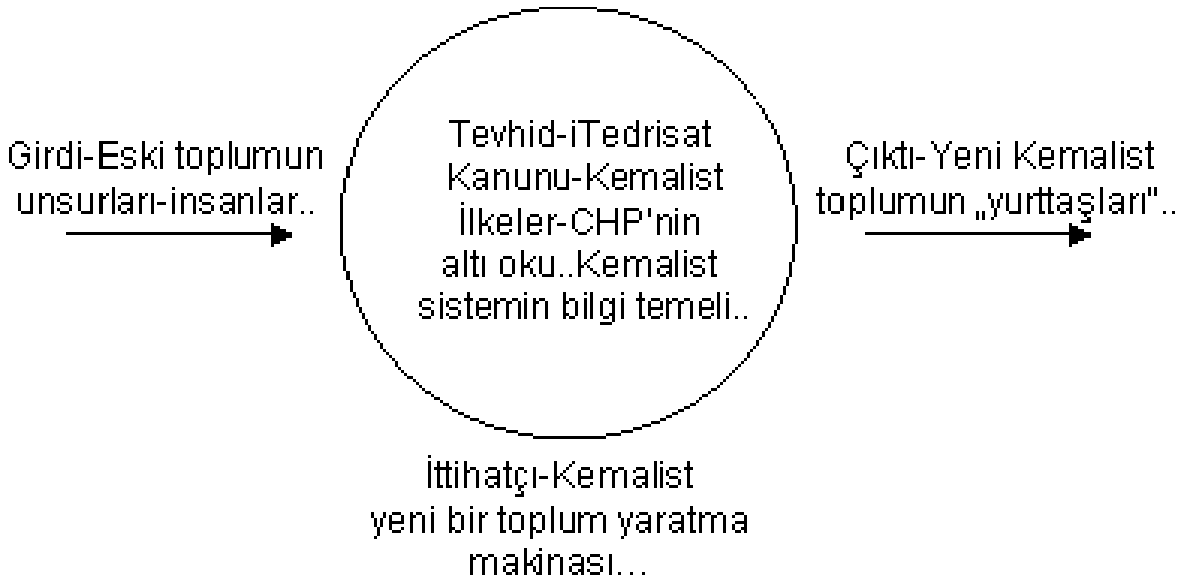 Girdi-Eski toplumun
unsurları-insanlar..
Tevhid-iTedrisat
Kanunu-Kemalist
İlkeler-CHP'nin
altı oku..Kemalist
sistemin bilgi temeli..
Çıktı-Yeni Kemalist
toplumun „yurttaşları"..
İttihatçı-Kemalist
yeni bir toplum yaratma
makinası...